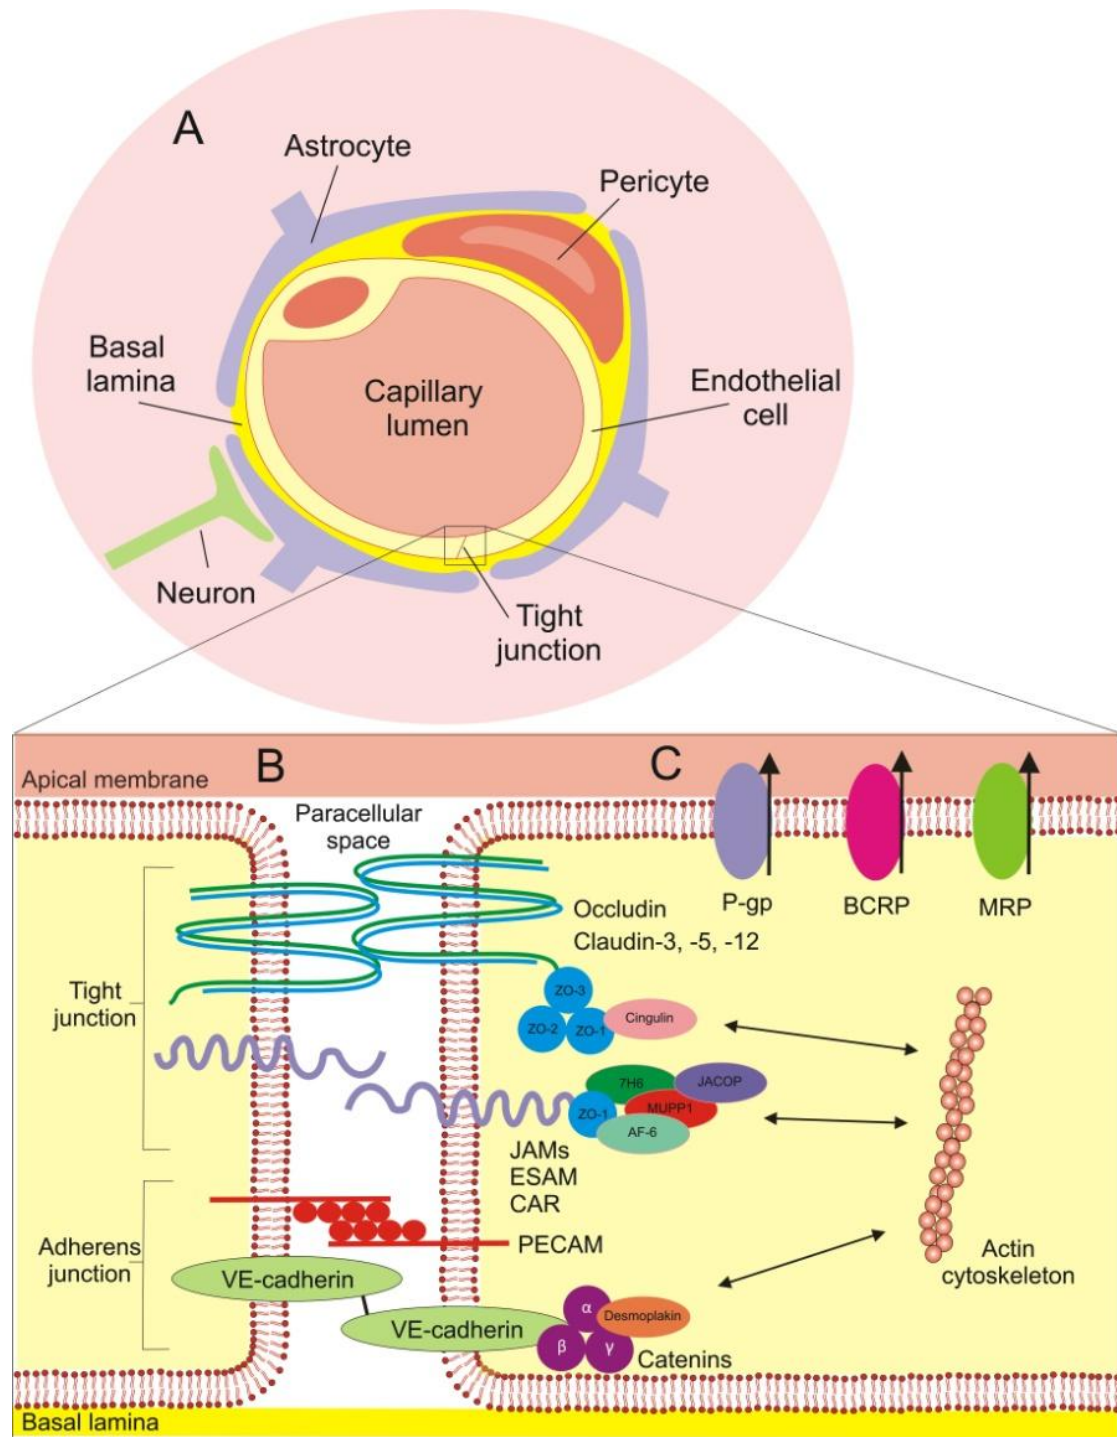 A
Astrocyte
Pericyte
Basal
lamina
Capillary
lumen
Endothelial
cell
Neuron
Tight
junction
B
C
Apical membrane
Paracellular
space
P-gp
BCRP
MRP
Occludin
Claudin-3, -5, -12
Tight
junction
ZO-3
ZO-2
ZO-1
Cingulin
7H6
JACOP
ZO-1
MUPP1
AF-6
JAMs
ESAM
CAR
Adherens
junction
PECAM
VE-cadherin
VE-cadherin
α
β
γ
Desmoplakin
Catenins
Actin
cytoskeleton
Basal lamina